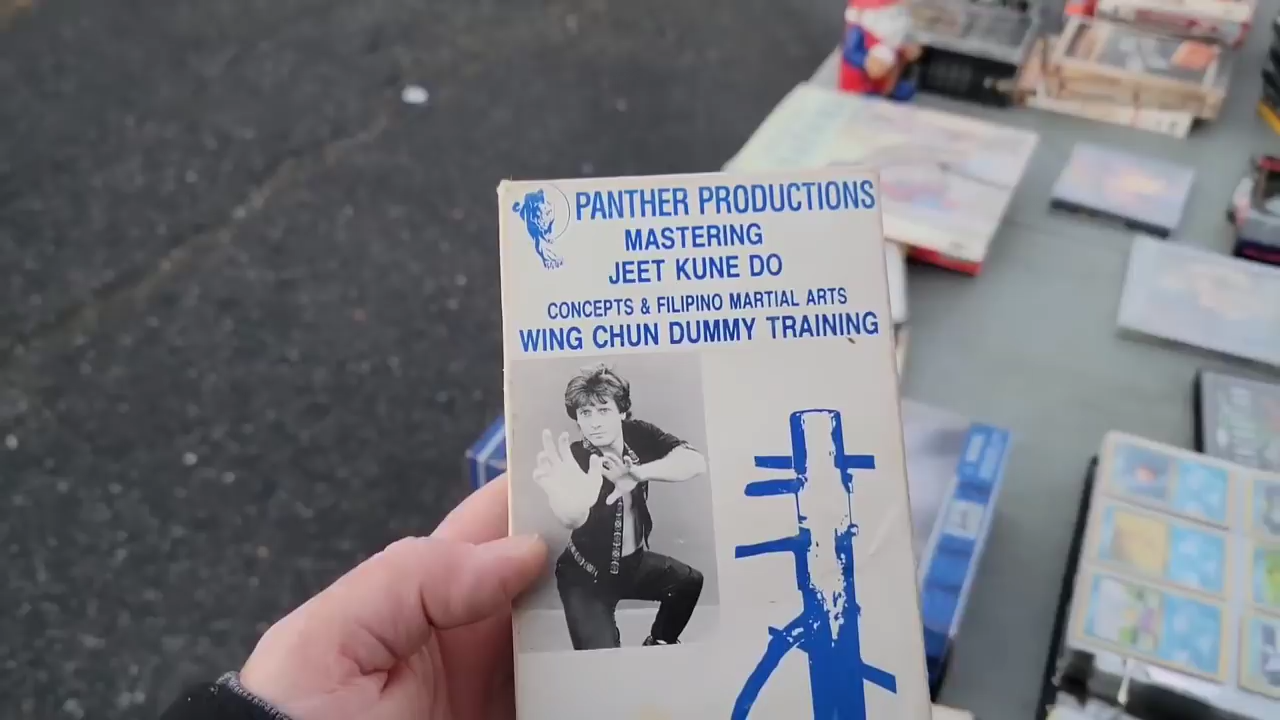 PANTHER PRODUCTIONS
MASTERING
JEET KUNE DO
CONCEPTS & FILIPINO MARTIAL ARTS
WING CHUN DUMMY TRAINING